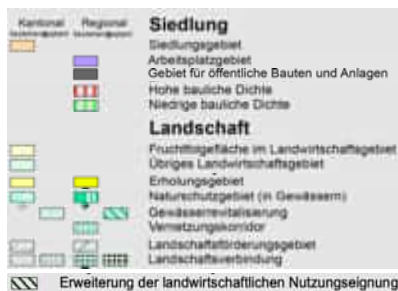 Kantonal Regional
Siedlung
Siedlungsgebiet
Arbeitsplatzgebiet
Gebiet für öffentliche Bauten und Anlagen
Hohe bauliche Dichte
Niedrige bauliche Dichte
Landschaft
Fruchtfolgefläche im Landwirtschaftsgebiet
Übriges Landwirtschaftsgebiet
Erholungsgebiet
Naturschutzgebiet (in Gewässern)
Gewässerrevitalisierung
Vernetzungskorridor
Landschaftsförderungsgebiet
Landschaftsverbindung
Erweiterung der landwirtschaftlichen Nutzungseignung